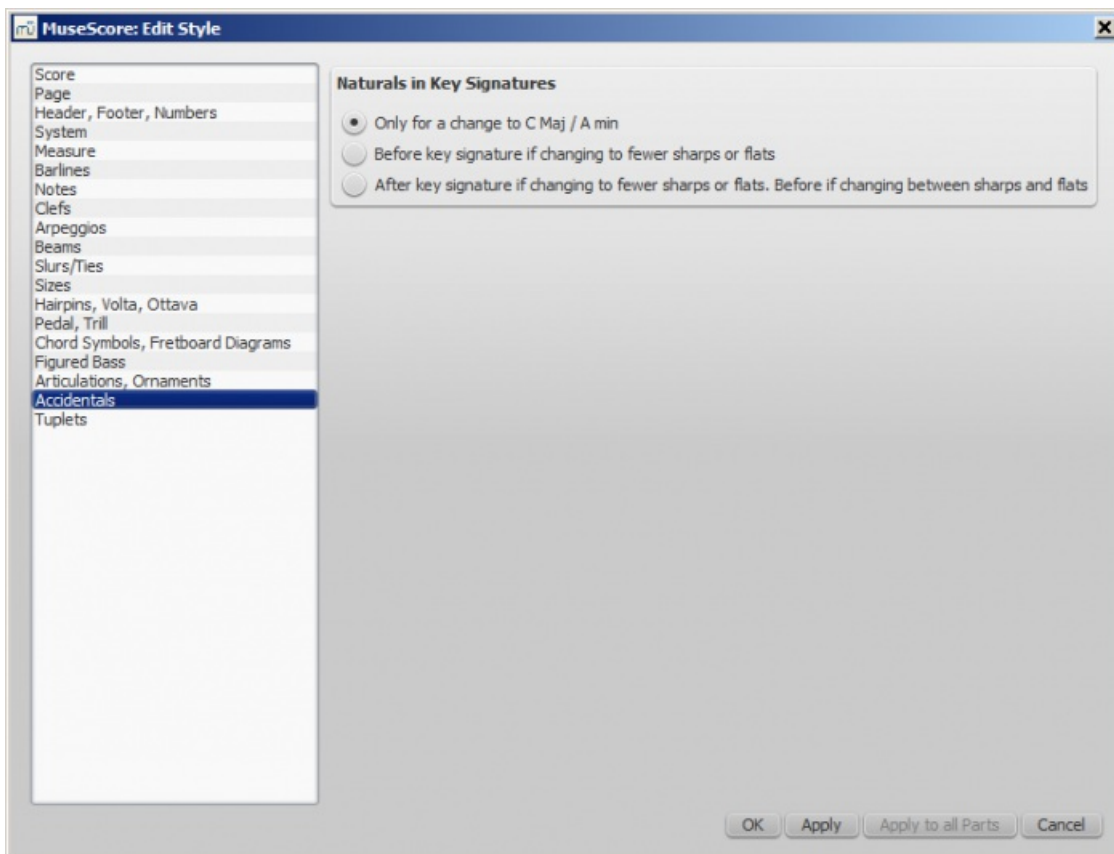 MuseScore: Edit Style
Score
Page
Header, Footer, Numbers
System
Measure
Barlines
Notes
Clefs
Arpeggios
Beams
Slurs/Ties
Sizes
Hairpins, Volta, Ottava
Pedal, Trill
Chord Symbols, Fretboard Diagrams
Figured Bass
Articulations, Ornaments
Accidentals
Tuplets
Naturals in Key Signatures
Only for a change to C Maj / A min
Before key signature if changing to fewer sharps or flats
After key signature if changing to fewer sharps or flats. Before if changing between sharps and flats
OK Apply Apply to all Parts Cancel